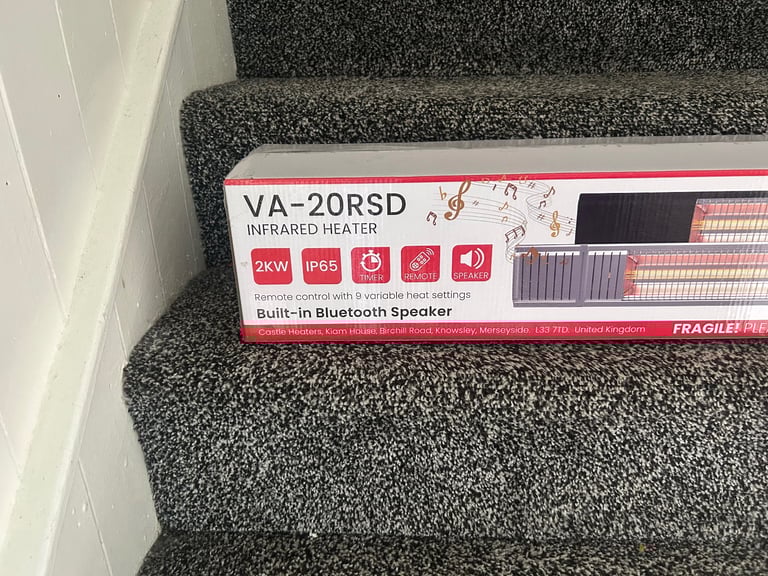 VA-20RSD
INFRARED HEATER
2KW IP65 TIMER REMOTE SPEAKER
Remote control with 9 variable heat settings
Built-in Bluetooth Speaker
Castle Heaters, Kiam House, Birchill Road, Knowsley, Merseyside. L33 7TD. United Kingdom FRAGILE!